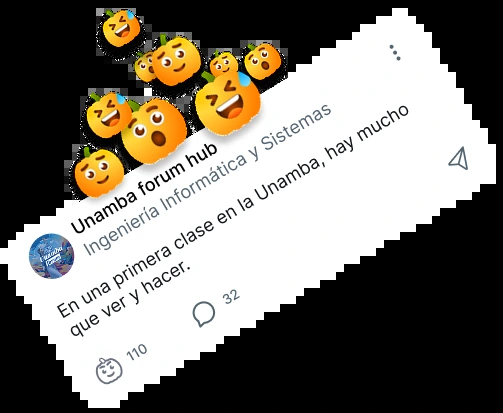 Unamba forum hub
Ingeniería Informática y Sistemas
En una primera clase en la Unamba, hay mucho
que ver y hacer.
110
32